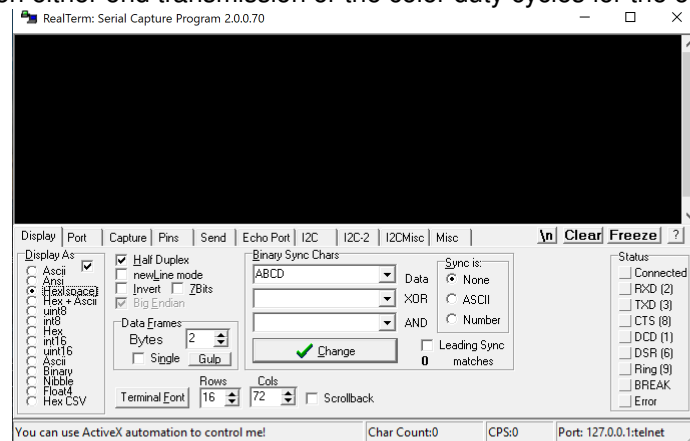 on either end transmission of the color duty cycles for the
RealTerm: Serial Capture Program 2.0.0.70
Display Port Capture Pins Send Echo Port I2C I2C-2 I2CMisc Misc \n Clear Freeze ?
Display As
Ascii
Ansi
Hex[space]
Hex + Ascii
uint8
int8
Hex
int16
uint16
Ascii
Binary
Nibble
Float4
Hex CSV
Half Duplex
newLine mode
Invert 7Bits
Big Endian
Data Frames
Bytes 2
Single Gulp
Terminal Font
Rows
16
Cols
72
Scrollback
Binary Sync Chars
ABCD
Data
XOR
AND
Change
Sync is:
None
ASCII
Number
Leading Sync
0 matches
Status
Connected
RXD (2)
TXD (3)
CTS (8)
DCD (1)
DSR (6)
Ring (9)
BREAK
Error
You can use ActiveX automation to control me! Char Count:0 CPS:0 Port: 127.0.0.1:telnet